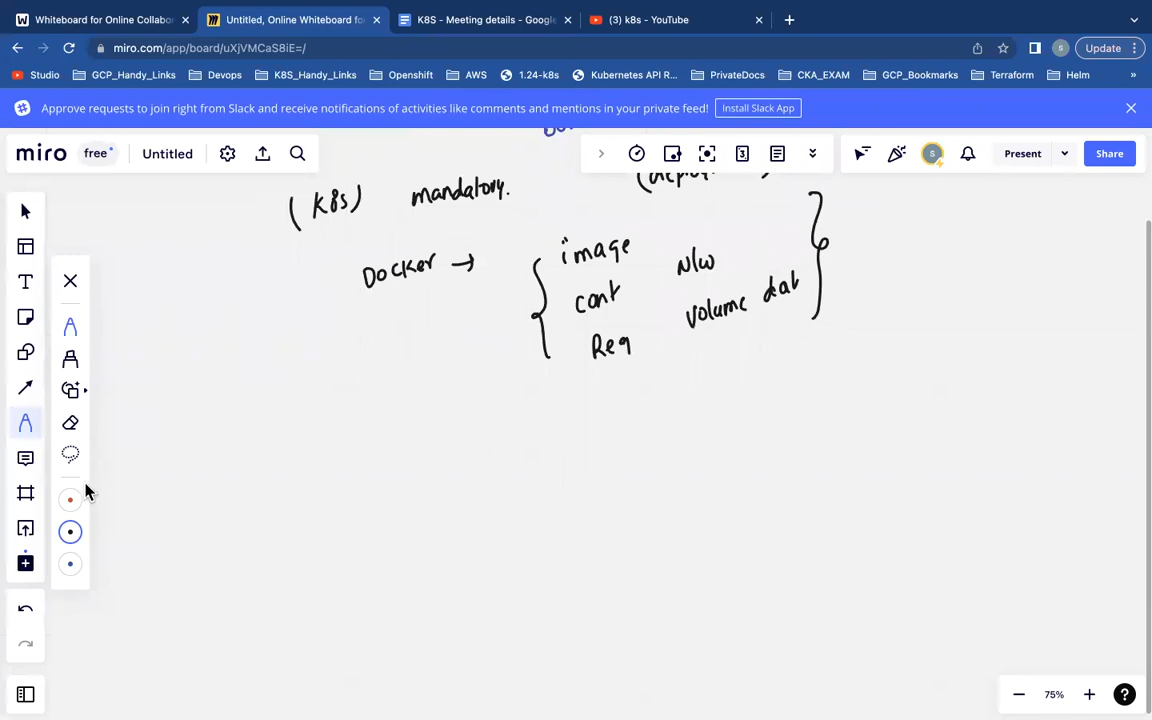 Whiteboard for Online Collabor
Untitled, Online Whiteboard for
K8S - Meeting details - Google
(3) k8s - YouTube
miro.com/app/board/uXjVMCaS8iE=/
S
Update
Studio
GCP_Handy_Links
Devops
K8S_Handy_Links
Openshift
AWS
1.24-k8s
Kubernetes API R...
PrivateDocs
CKA_EXAM
GCP_Bookmarks
Terraform
Helm
»
Approve requests to join right from Slack and receive notifications of activities like comments and mentions in your private feed!
Install Slack App
miro
free
Untitled
3
S
Present
Share
(K8s) mandatory.
Docker → image N/w
cont volume
Reg
75%